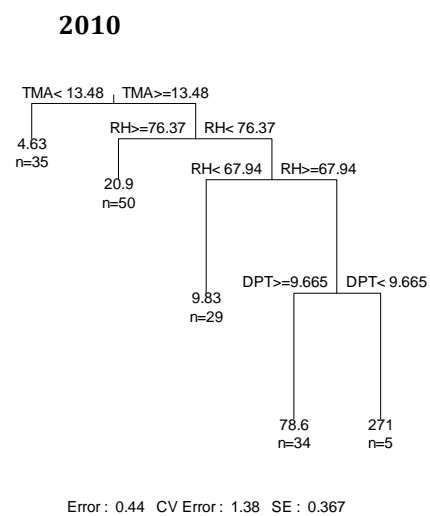 2010
TMA< 13.48 TMA>=13.48
RH>=76.37 RH< 76.37
4.63
n=35
RH< 67.94 RH>=67.94
20.9
n=50
DPT>=9.665 DPT< 9.665
9.83
n=29
78.6 271
n=34 n=5
Error : 0.44 CV Error : 1.38 SE : 0.367